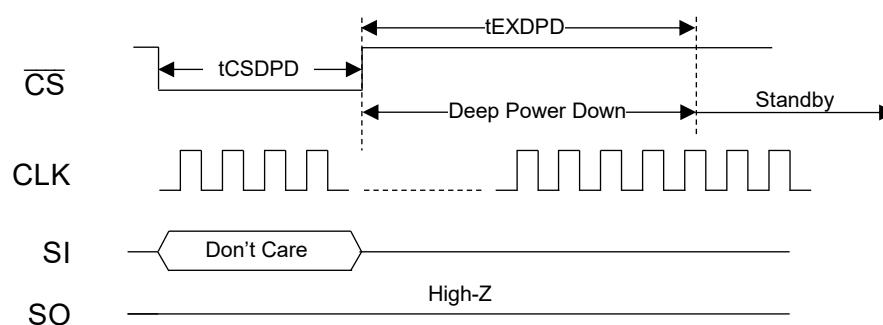 tEXDPD
tCSDPD
CS
Deep Power Down
Standby
CLK
SI
Don't Care
High-Z
SO